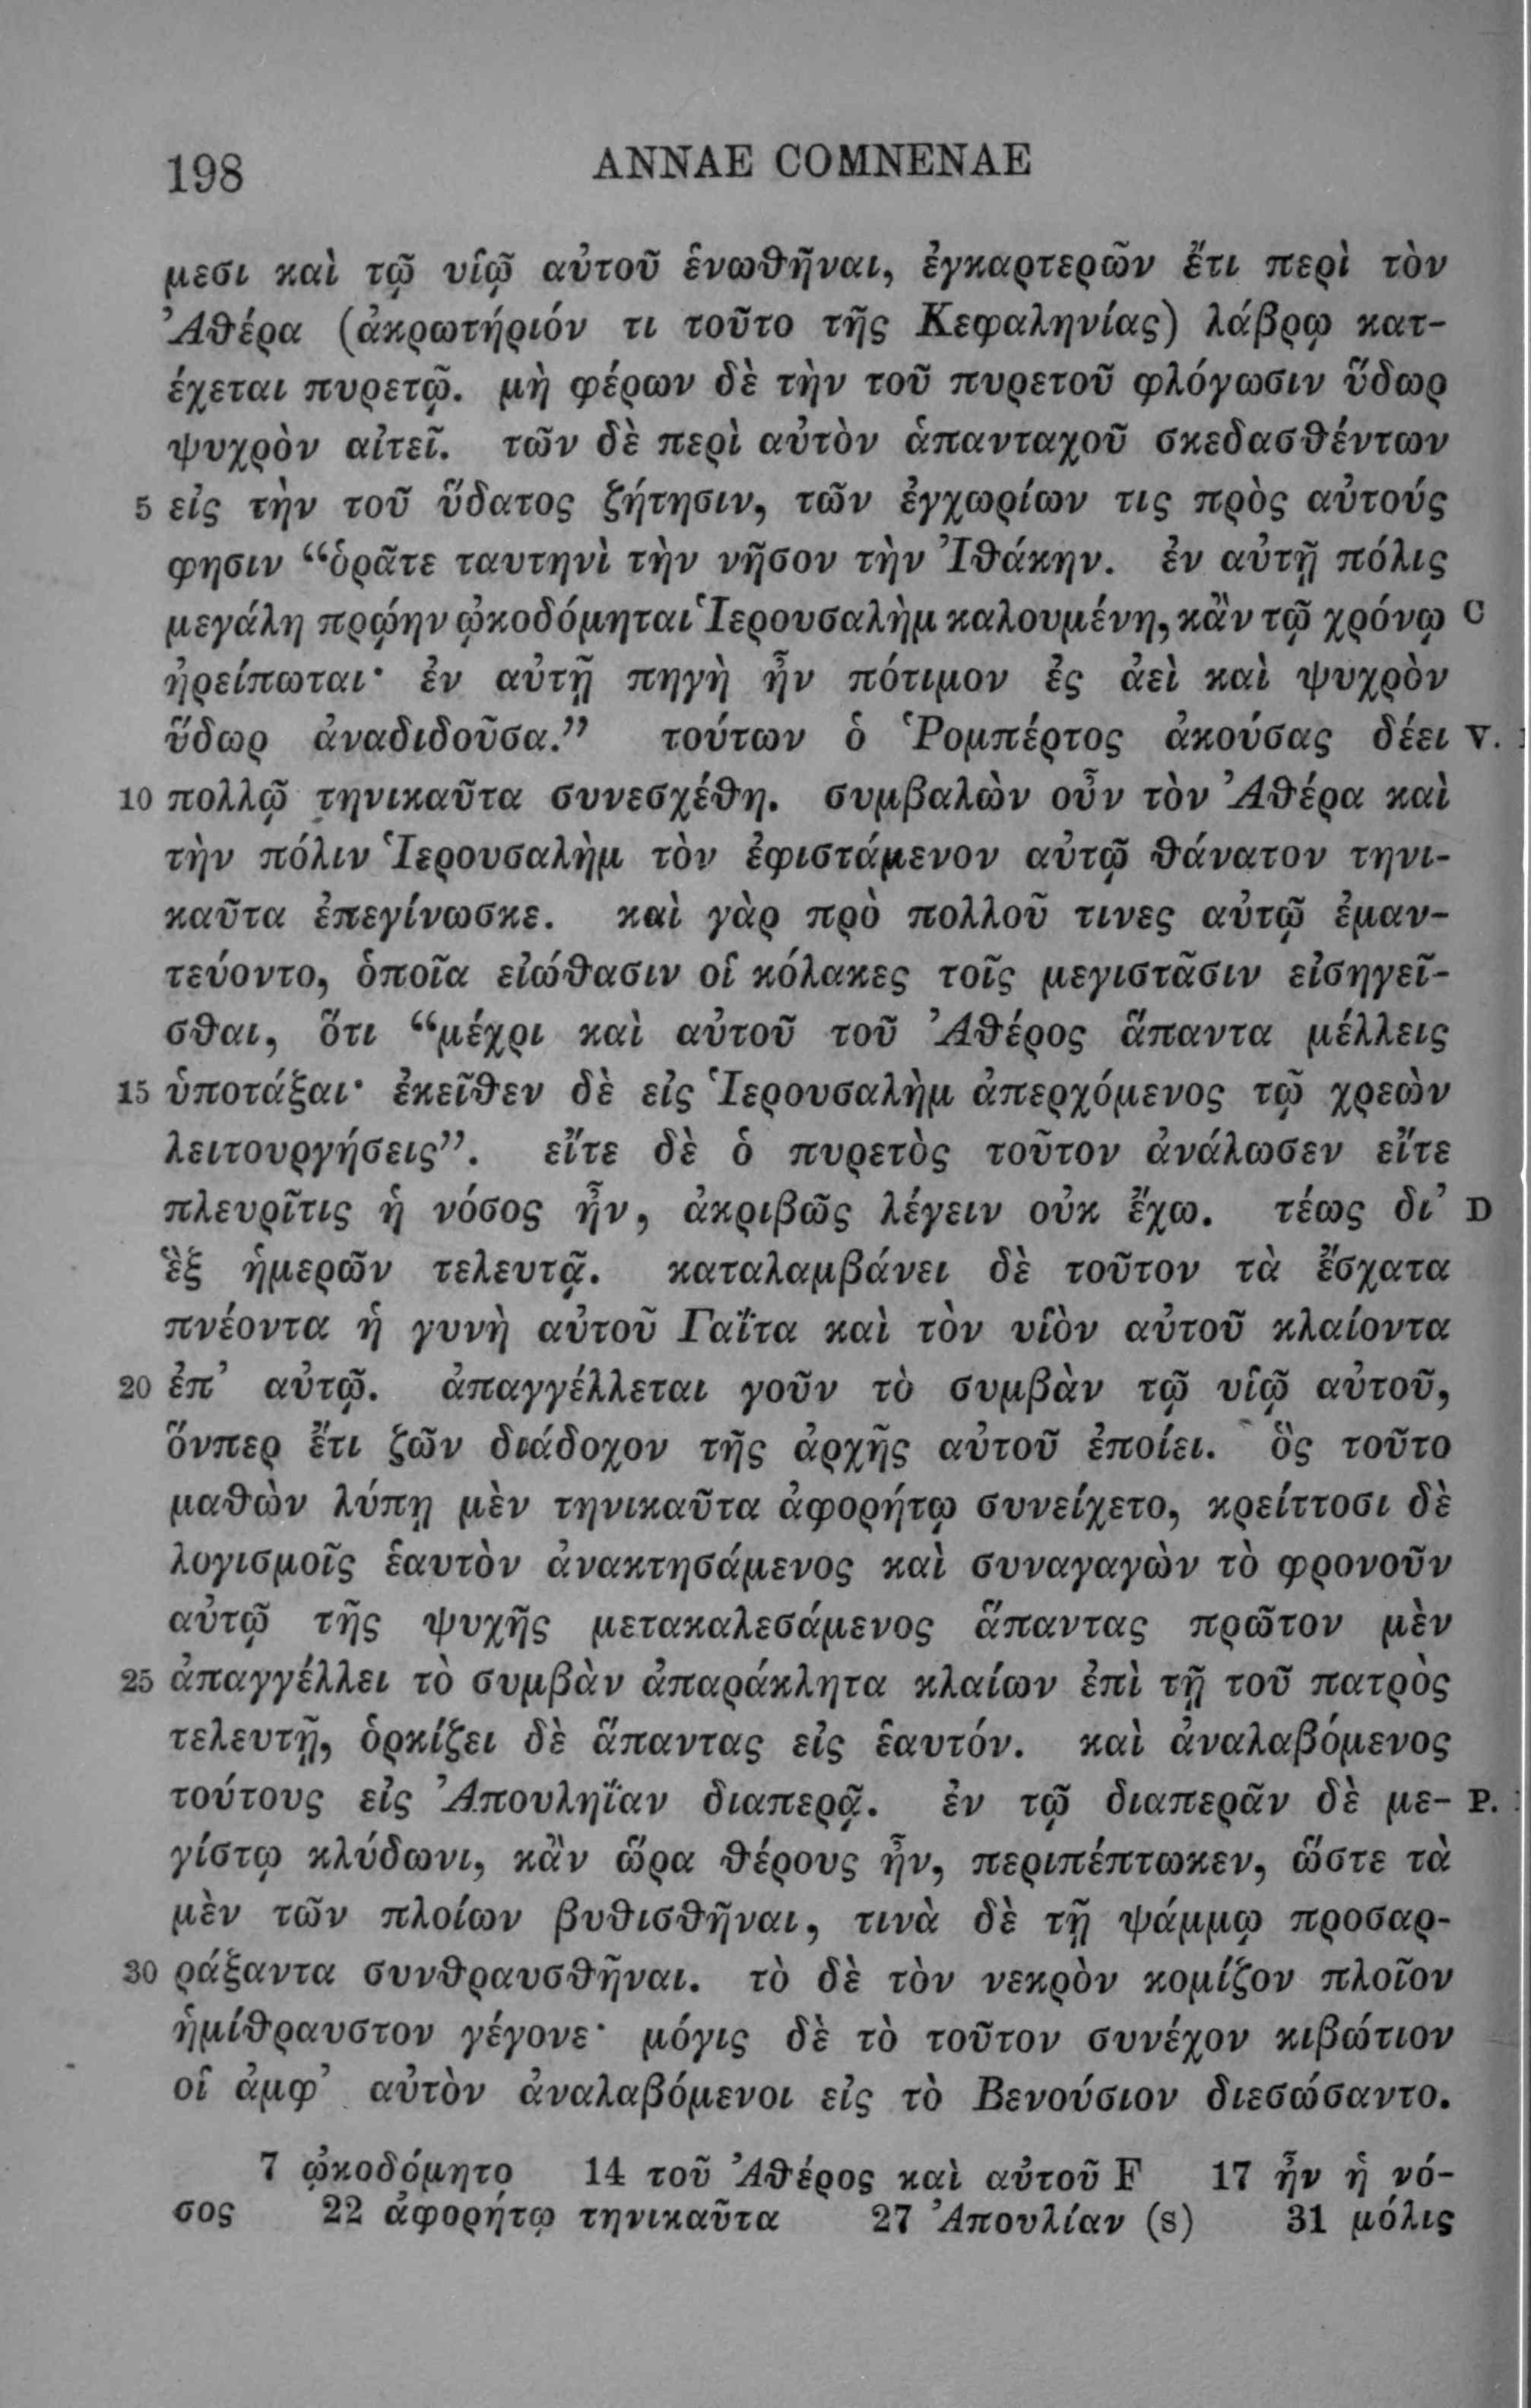 198 ANNAE COMNENAE
μεσι καὶ τῷ υἱῷ αὐτοῦ ἑνωθῆναι, ἐγκαρτερῶν ἔτι περὶ τὸν
Ἀθέρα (ἀκρωτήριόν τι τοῦτο τῆς Κεφαληνίας) λάβρῳ κατ-
έχεται πυρετῷ. μὴ φέρων δὲ τὴν τοῦ πυρετοῦ φλόγωσιν ὕδωρ
ψυχρὸν αἰτεῖ. τῶν δὲ περὶ αὐτὸν ἁπανταχοῦ σκεδασθέντων
5 εἰς τὴν τοῦ ὕδατος ζήτησιν, τῶν ἐγχωρίων τις πρὸς αὐτούς
φησιν “ὁρᾶτε ταυτηνὶ τὴν νῆσον τὴν Ἰθάκην. ἐν αὐτῇ πόλις
μεγάλη πρῴην ᾠκοδόμηται Ἱερουσαλὴμ καλουμένη, κἂν τῷ χρόνῳ C
ἠρείπωται· ἐν αὐτῇ πηγὴ ἦν πότιμον ἐς ἀεὶ καὶ ψυχρὸν
ὕδωρ ἀναδιδοῦσα.” τούτων ὁ Ῥομπέρτος ἀκούσας δέει V.
10 πολλῷ τηνικαῦτα συνεσχέθη. συμβαλὼν οὖν τὸν Ἀθέρα καὶ
τὴν πόλιν Ἱερουσαλὴμ τὸν ἐφιστάμενον αὐτῷ θάνατον τηνι-
καῦτα ἐπεγίνωσκε. καὶ γὰρ πρὸ πολλοῦ τινες αὐτῷ ἐμαν-
τεύοντο, ὁποῖα εἰώθασιν οἱ κόλακες τοῖς μεγιστᾶσιν εἰσηγεῖ-
σθαι, ὅτι “μέχρι καὶ αὐτοῦ τοῦ Ἀθέρος ἅπαντα μέλλεις
15 ὑποτάξαι· ἐκεῖθεν δὲ εἰς Ἱερουσαλὴμ ἀπερχόμενος τῷ χρεὼν
λειτουργήσεις”. εἴτε δὲ ὁ πυρετὸς τοῦτον ἀνάλωσεν εἴτε
πλευρῖτις ἡ νόσος ἦν, ἀκριβῶς λέγειν οὐκ ἔχω. τέως δι’ D
ἓξ ἡμερῶν τελευτᾷ. καταλαμβάνει δὲ τοῦτον τὰ ἔσχατα
πνέοντα ἡ γυνὴ αὐτοῦ Γαΐτα καὶ τὸν υἱὸν αὐτοῦ κλαίοντα
20 ἐπ’ αὐτῷ. ἀπαγγέλλεται γοῦν τὸ συμβὰν τῷ υἱῷ αὐτοῦ,
ὅνπερ ἔτι ζῶν διάδοχον τῆς ἀρχῆς αὐτοῦ ἐποίει. ὃς τοῦτο
μαθὼν λύπῃ μὲν τηνικαῦτα ἀφορήτῳ συνείχετο, κρείττοσι δὲ
λογισμοῖς ἑαυτὸν ἀνακτησάμενος καὶ συναγαγὼν τὸ φρονοῦν
αὐτῷ τῆς ψυχῆς μετακαλεσάμενος ἅπαντας πρῶτον μὲν
25 ἀπαγγέλλει τὸ συμβὰν ἀπαράκλητα κλαίων ἐπὶ τῇ τοῦ πατρὸς
τελευτῇ, ὁρκίζει δὲ ἅπαντας εἰς ἑαυτόν. καὶ ἀναλαβόμενος
τούτους εἰς Ἀπουληΐαν διαπερᾷ. ἐν τῷ διαπερᾶν δὲ με- P.
γίστῳ κλύδωνι, κἂν ὥρα θέρους ἦν, περιπέπτωκεν, ὥστε τὰ
μὲν τῶν πλοίων βυθισθῆναι, τινὰ δὲ τῇ ψάμμῳ προσαρ-
30 ράξαντα συνθραυσθῆναι. τὸ δὲ τὸν νεκρὸν κομίζον πλοῖον
ἡμίθραυστον γέγονε· μόγις δὲ τὸ τοῦτον συνέχον κιβώτιον
οἱ ἀμφ’ αὐτὸν ἀναλαβόμενοι εἰς τὸ Βενούσιον διεσώσαντο.
7 ᾠκοδόμητο 14 τοῦ Ἀθέρος καὶ αὐτοῦ F 17 ἦν ἡ νό-
σος 22 ἀφορήτῳ τηνικαῦτα 27 Ἀπουλίαν (s) 31 μόλις